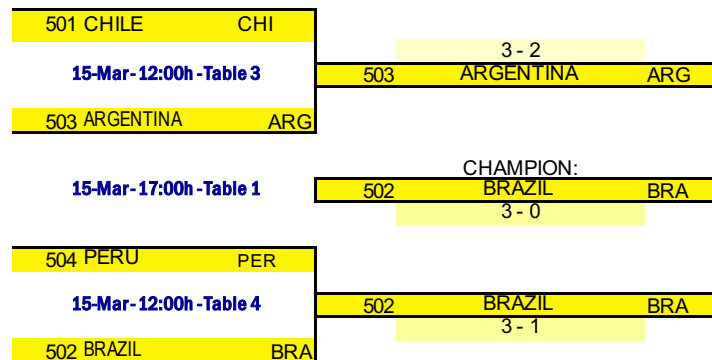 501 CHILE CHI
3 - 2
15-Mar-12:00h-Table 3
503 ARGENTINA ARG
503 ARGENTINA ARG
CHAMPION:
15-Mar-17:00h-Table 1
502 BRAZIL BRA
3 - 0
504 PERU PER
15-Mar-12:00h-Table 4
502 BRAZIL BRA
3 - 1
502 BRAZIL BRA